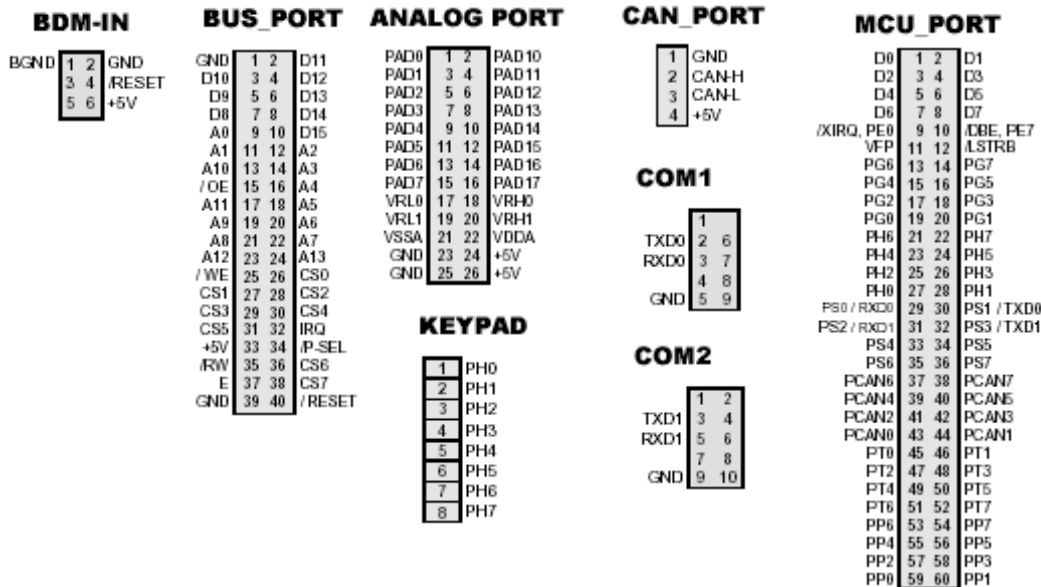 BDM-IN
BGND 1 2 GND
3 4 /RESET
5 6 +5V
BUS_PORT
GND 1 2 D11
D10 3 4 D12
D9 5 6 D13
D8 7 8 D14
A0 9 10 D15
A1 11 12 A2
A10 13 14 A3
/OE 15 16 A4
A11 17 18 A5
A9 19 20 A6
A8 21 22 A7
A12 23 24 A13
/WE 25 26 CS0
CS1 27 28 CS2
CS3 29 30 CS4
CS5 31 32 IRQ
+5V 33 34 /P-SEL
/RW 35 36 CS6
E 37 38 CS7
GND 39 40 /RESET
ANALOG PORT
PAD0 1 2 PAD10
PAD1 3 4 PAD11
PAD2 5 6 PAD12
PAD3 7 8 PAD13
PAD4 9 10 PAD14
PAD5 11 12 PAD15
PAD6 13 14 PAD16
PAD7 15 16 PAD17
VRL0 17 18 VRH0
VRL1 19 20 VRH1
VSSA 21 22 VDDA
GND 23 24 +5V
GND 25 26 +5V
KEYPAD
1 PH0
2 PH1
3 PH2
4 PH3
5 PH4
6 PH5
7 PH6
8 PH7
CAN_PORT
1 GND
2 CAN-H
3 CAN-L
4 +5V
COM1
1
TXD0 2 6
RXD0 3 7
4 8
GND 5 9
COM2
1 2
TXD1 3 4
RXD1 5 6
7 8
GND 9 10
MCU_PORT
D0 1 2 D1
D2 3 4 D3
D4 5 6 D5
D6 7 8 D7
/XIRQ, PE0 9 10 /DBE, PE7
VFP 11 12 /LSTRB
PG6 13 14 PG7
PG4 15 16 PG5
PG2 17 18 PG3
PG0 19 20 PG1
PH6 21 22 PH7
PH4 23 24 PH5
PH2 25 26 PH3
PH0 27 28 PH1
PS0 / RXD0 29 30 PS1 / TXD0
PS2 / RXD1 31 32 PS3 / TXD1
PS4 33 34 PS5
PS6 35 36 PS7
PCAN6 37 38 PCAN7
PCAN4 39 40 PCAN5
PCAN2 41 42 PCAN3
PCAN0 43 44 PCAN1
PT0 45 46 PT1
PT2 47 48 PT3
PT4 49 50 PT5
PT6 51 52 PT7
PP6 53 54 PP7
PP4 55 56 PP5
PP2 57 58 PP3
PP0 59 60 PP1